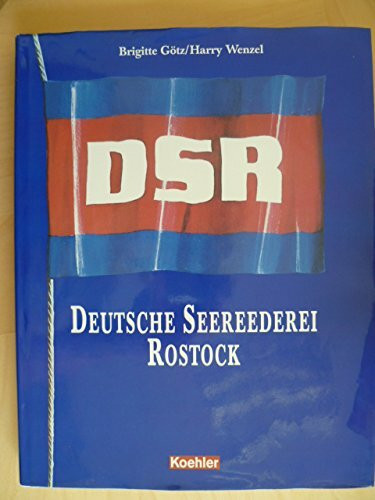 Brigitte Götz/Harry Wenzel
DSR
DEUTSCHE SEEREEDEREI
ROSTOCK
Koehler